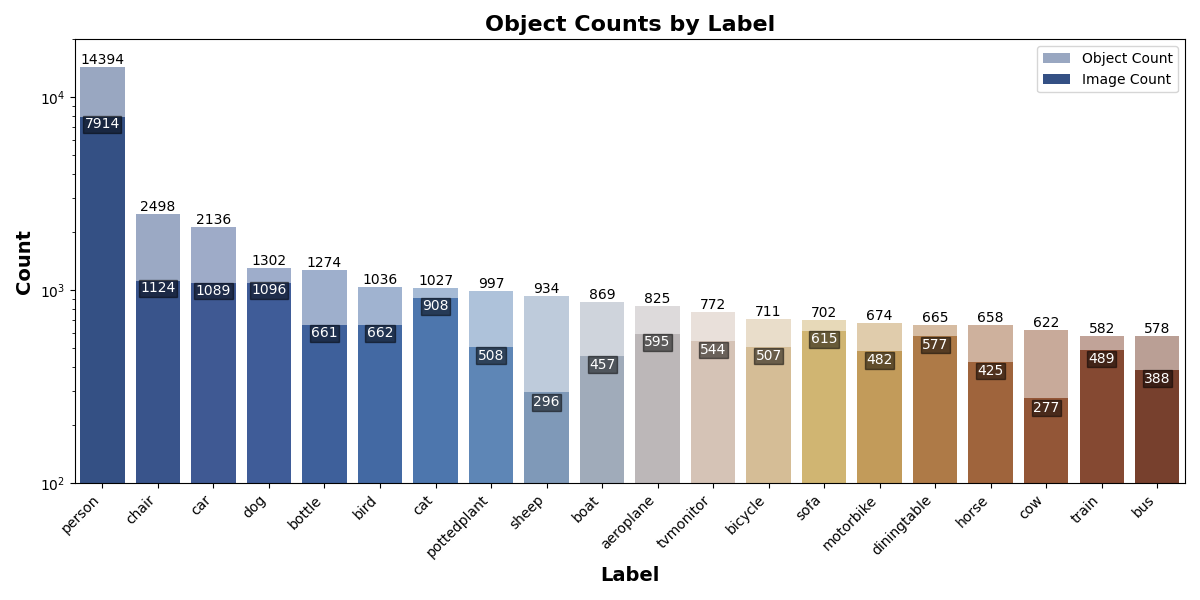 Object Counts by Label
Object Count
Image Count
Count
10^4
10^3
10^2
14394
7914
2498
1124
2136
1089
1302
1096
1274
661
1036
662
1027
908
997
508
934
296
869
457
825
595
772
544
711
507
702
615
674
482
665
577
658
425
622
277
582
489
578
388
person
chair
car
dog
bottle
bird
cat
pottedplant
sheep
boat
aeroplane
tvmonitor
bicycle
sofa
motorbike
diningtable
horse
cow
train
bus
Label